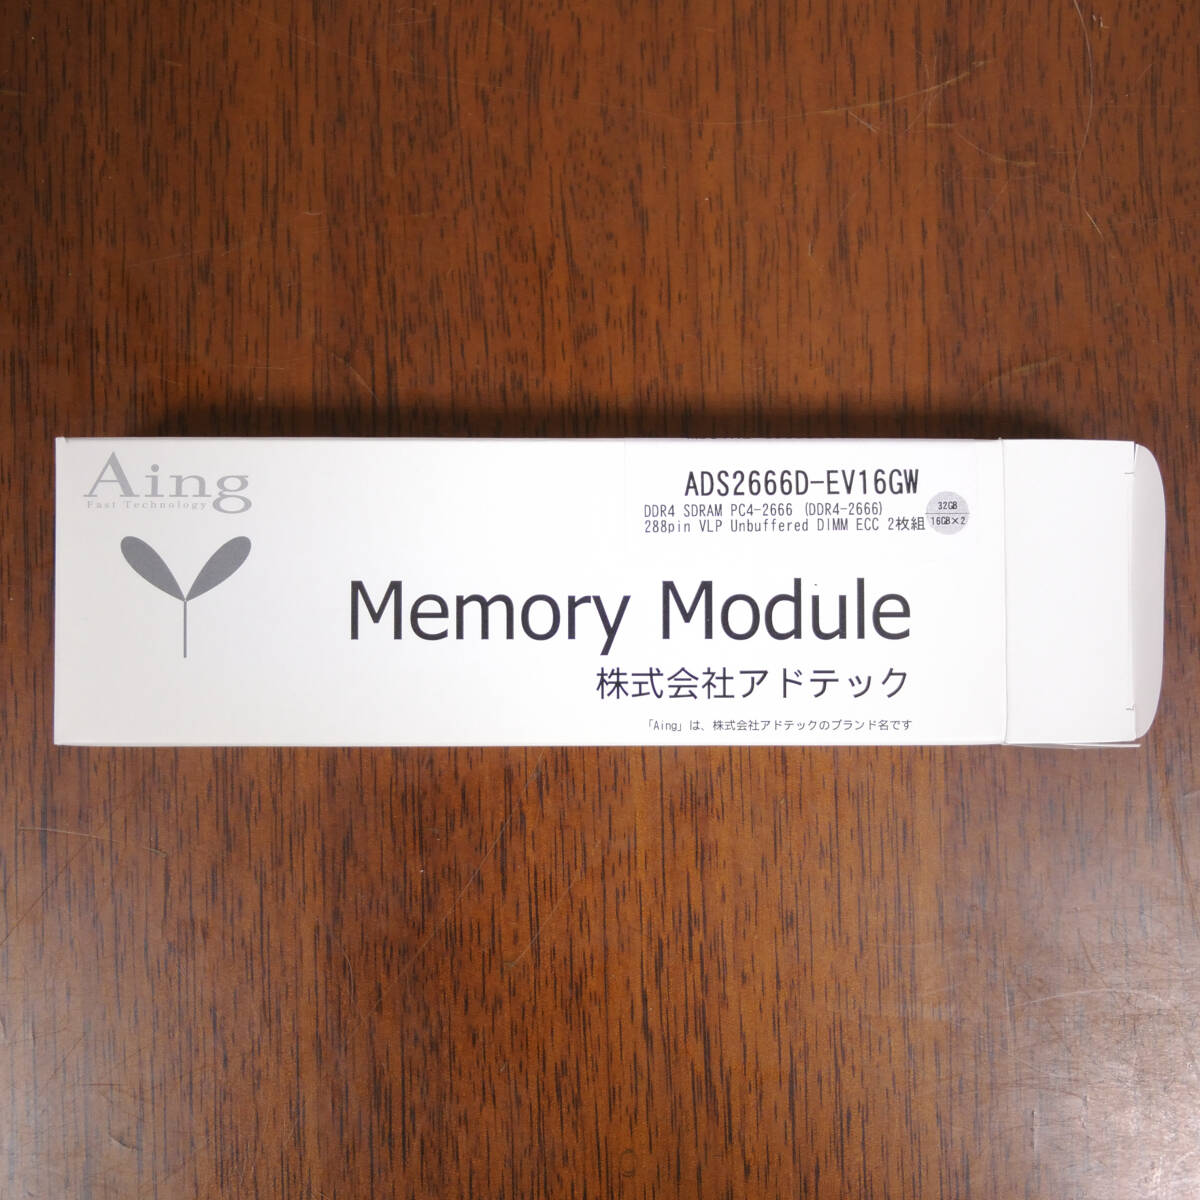 Aing
Fast Technology
ADS2666D-EV16GW
DDR4 SDRAM PC4-2666 (DDR4-2666)
288pin VLP Unbuffered DIMM ECC 2枚組
32GB
16GB×2
Memory Module
株式会社アドテック
「Aing」は、株式会社アドテックのブランド名です